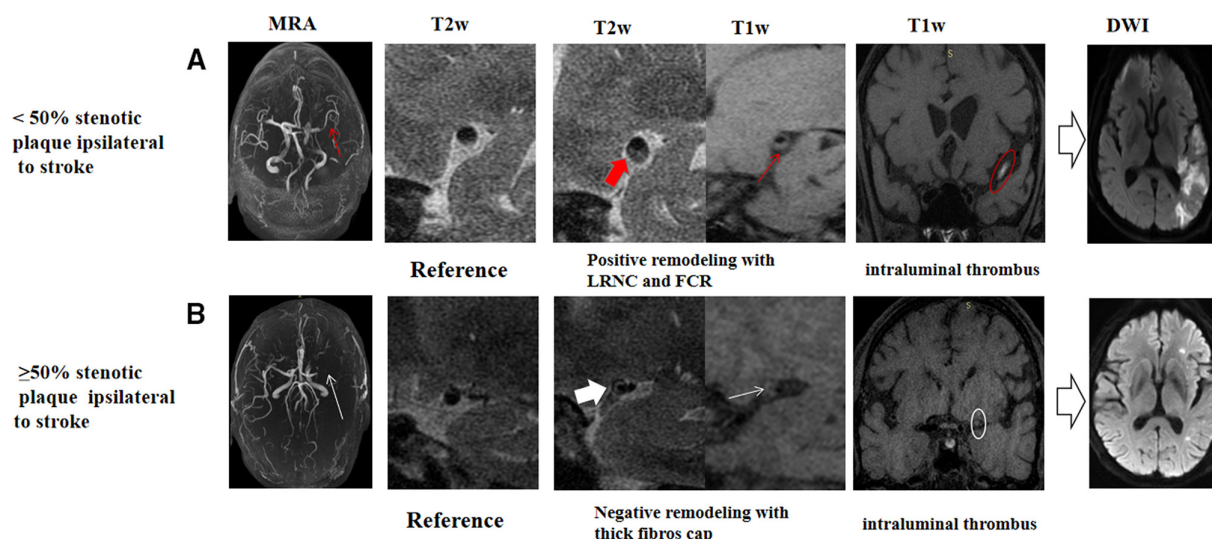 MRA T2w T2w T1w T1w DWI
A
< 50% stenotic
plaque ipsilateral
to stroke
S
Reference
Positive remodeling with
LRNC and FCR
intraluminal thrombus
B
≥50% stenotic
plaque ipsilateral
to stroke
S
Reference
Negative remodeling with
thick fibros cap
intraluminal thrombus